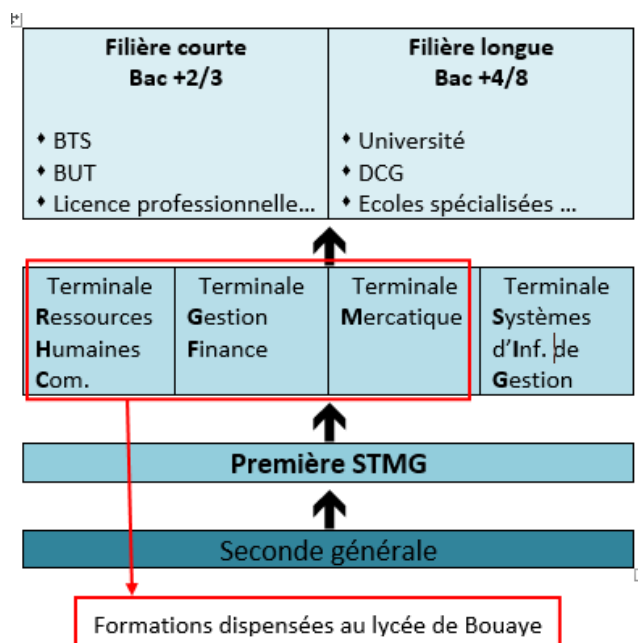 Filière courte
Bac +2/3
♦ BTS
♦ BUT
♦ Licence professionnelle...
Filière longue
Bac +4/8
♦ Université
♦ DCG
♦ Ecoles spécialisées ...
Terminale
Ressources
Humaines
Com.
Terminale
Gestion
Finance
Terminale
Mercatique
Terminale
Systèmes
d'Inf. de
Gestion
Première STMG
Seconde générale
Formations dispensées au lycée de Bouaye